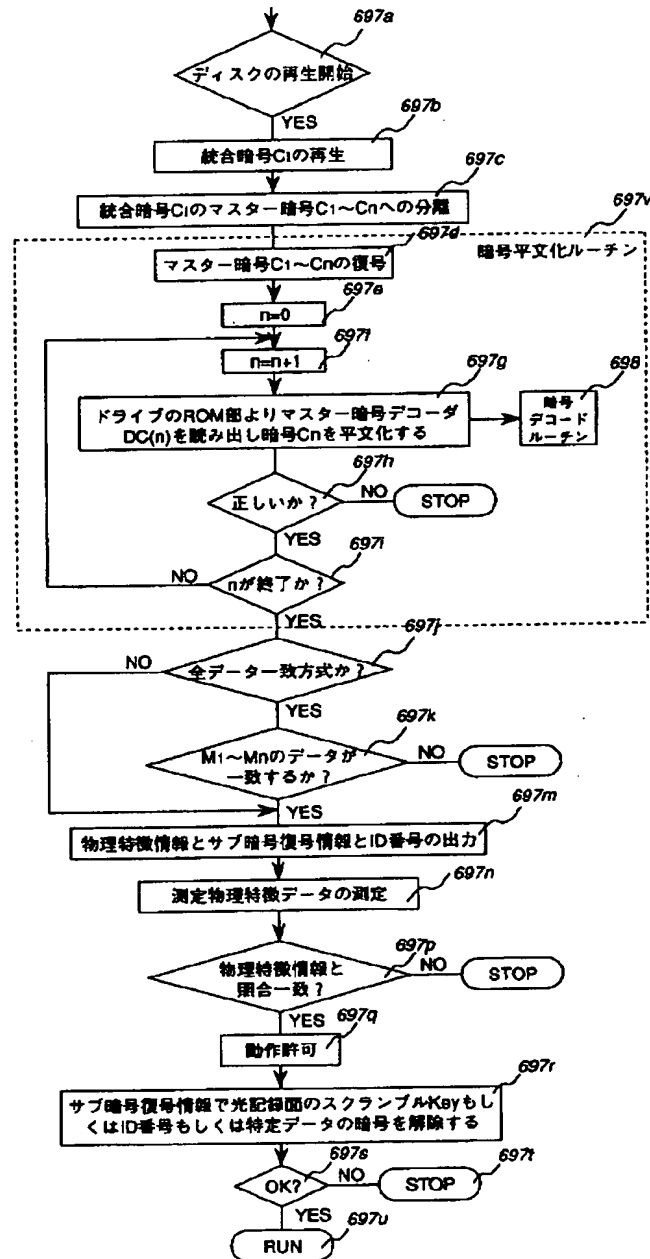 697a
ディスクの再生開始
YES
697b
統合暗号CIの再生
697c
統合暗号CIのマスター暗号C1～Cnへの分離
697v
暗号平文化ルーチン
697d
マスター暗号C1～Cnの復号
697e
n=0
697f
n=n+1
697g
ドライブのROM部よりマスター暗号デコーダ
DC(n)を読み出し暗号Cnを平文化する
698
暗号
デコード
ルーチン
697h
正しいか？
NO
STOP
YES
697i
nが終了か？
NO
YES
697j
全データ一致方式か？
NO
YES
697k
M1～Mnのデータが
一致するか？
NO
STOP
YES
697m
物理特徴情報とサブ暗号復号情報とID番号の出力
697n
測定物理特徴データの測定
697p
物理特徴情報と
照合一致？
NO
STOP
YES
697q
動作許可
697r
サブ暗号復号情報で光記録面のスクランブルKeyもし
くはID番号もしくは特定データの暗号を解除する
697s
OK?
NO
STOP
697t
YES
697u
RUN